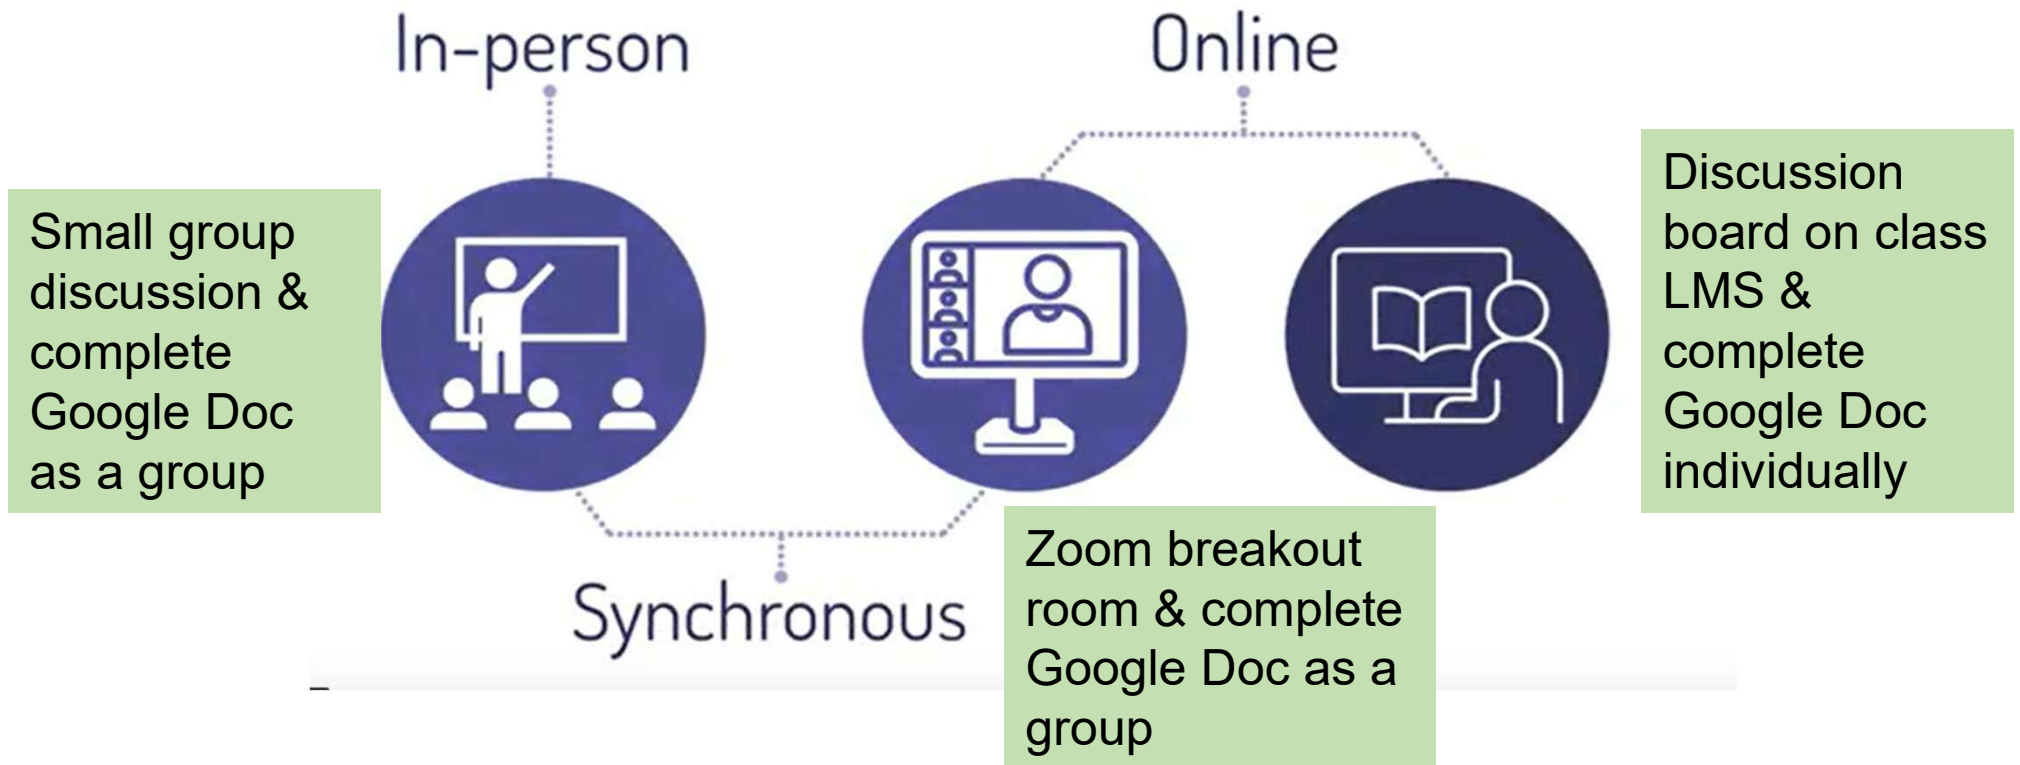 In-person
Online
Small group
discussion &
complete
Google Doc
as a group
Discussion
board on class
LMS &
complete
Google Doc
individually
Synchronous
Zoom breakout
room & complete
Google Doc as a
group